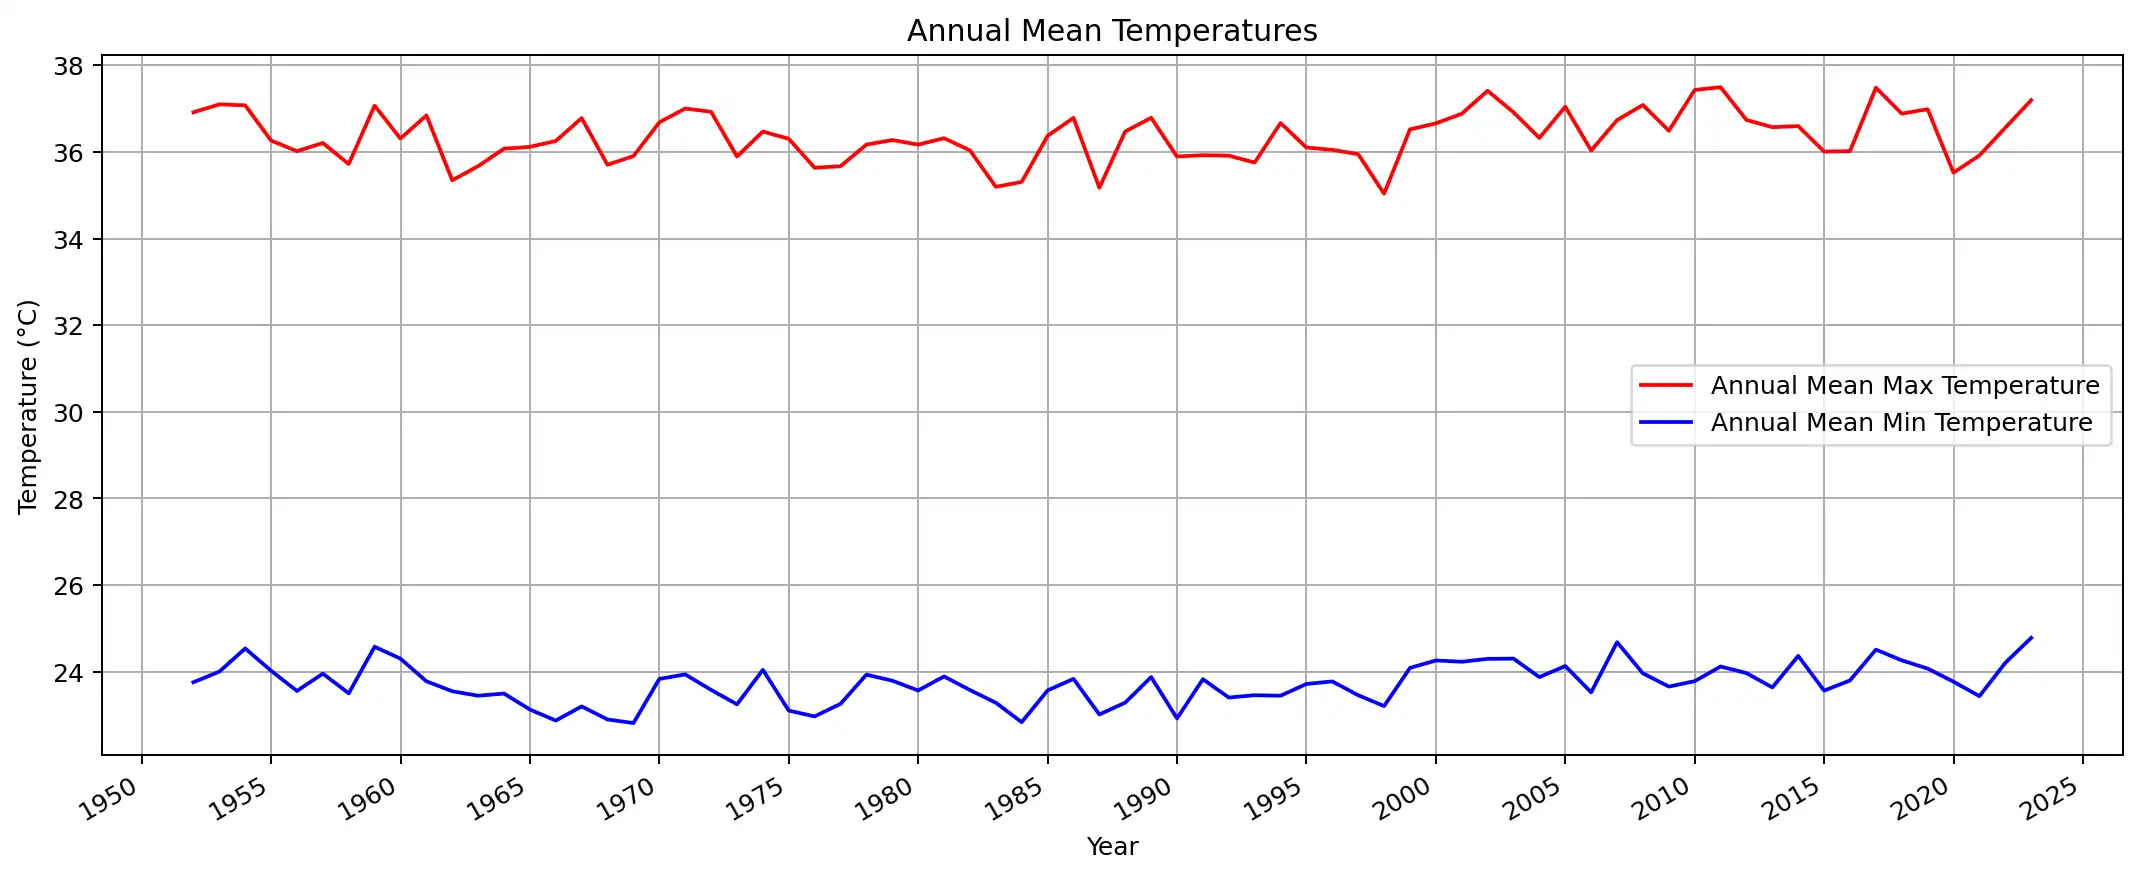 Annual Mean Temperatures
38
36
34
32
30
28
26
24
Temperature (°C)
Annual Mean Max Temperature
Annual Mean Min Temperature
1950 1955 1960 1965 1970 1975 1980 1985 1990 1995 2000 2005 2010 2015 2020 2025
Year